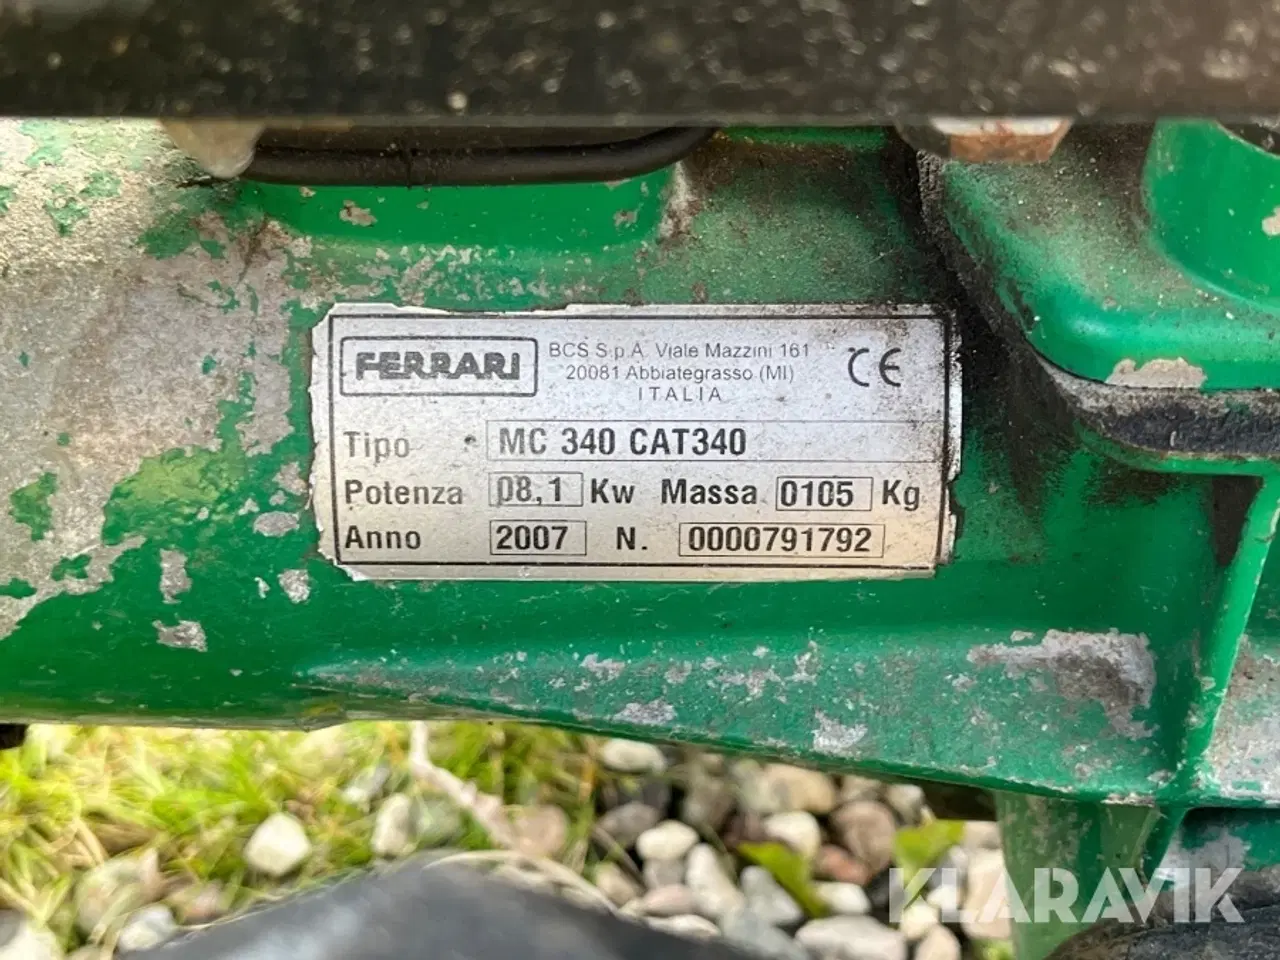 FERRARI
BCS S.p.A. Viale Mazzini 161
20081 Abbiategrasso (MI)
ITALIA
CE
Tipo MC 340 CAT340
Potenza 08,1 Kw Massa 0105 Kg
Anno 2007 N. 0000791792
KLARAVIK